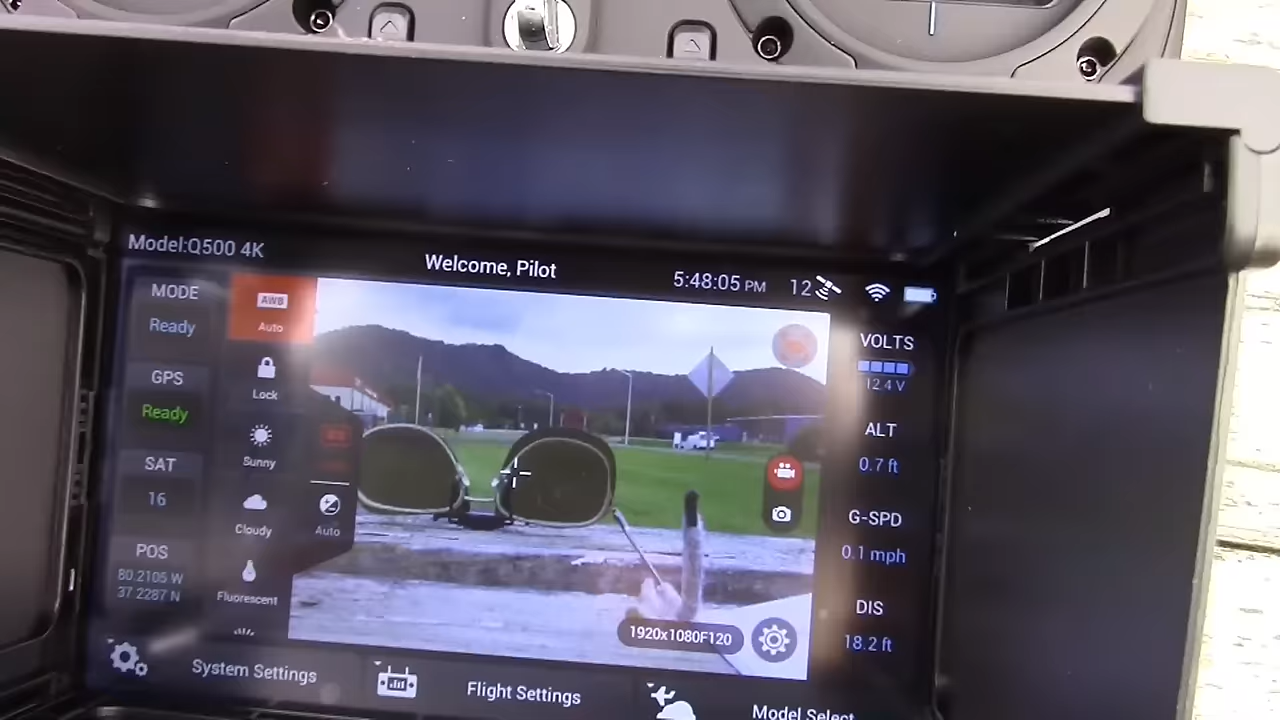 Model:Q500 4K
Welcome, Pilot
5:48:05 PM
12
MODE
Ready
GPS
Ready
SAT
16
POS
80.2105 W
37.2287 N
AWB
Auto
Lock
Sunny
Cloudy
Fluorescent
Auto
VOLTS
12.4 V
ALT
0.7 ft
G-SPD
0.1 mph
DIS
18.2 ft
1920x1080F120
System Settings
Flight Settings
Model Select